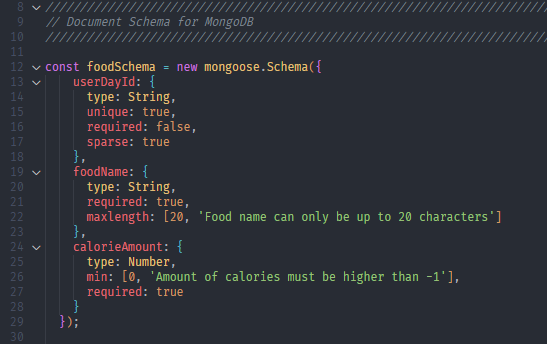 8 //////////////////////////////////////////////////////////////////////
9 // Document Schema for MongoDB
10 //////////////////////////////////////////////////////////////////////
11
12 const foodSchema = new mongoose.Schema({
13 userDayId: {
14 type: String,
15 unique: true,
16 required: false,
17 sparse: true
18 },
19 foodName: {
20 type: String,
21 required: true,
22 maxlength: [20, 'Food name can only be up to 20 characters']
23 },
24 calorieAmount: {
25 type: Number,
26 min: [0, 'Amount of calories must be higher than -1'],
27 required: true
28 }
29 });
30